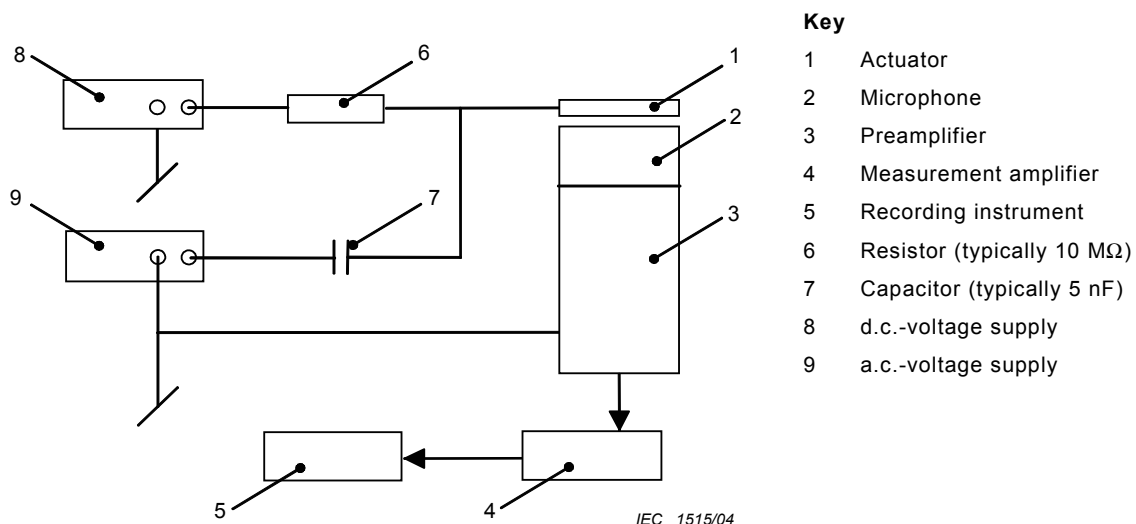 8
6
1
2
9
7
3
5
4
IEC 1515/04
Key
1 Actuator
2 Microphone
3 Preamplifier
4 Measurement amplifier
5 Recording instrument
6 Resistor (typically 10 MΩ)
7 Capacitor (typically 5 nF)
8 d.c.-voltage supply
9 a.c.-voltage supply